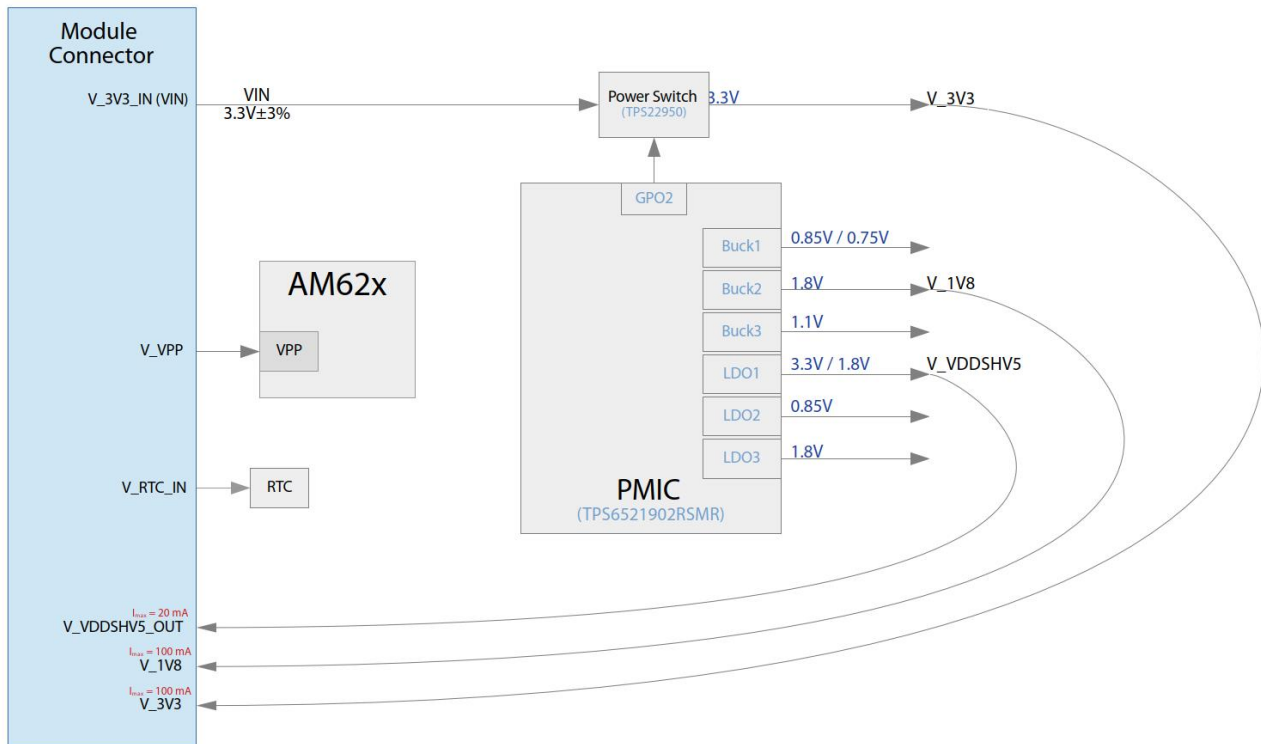 Module
Connector
V_3V3_IN (VIN)
VIN
3.3V±3%
Power Switch
(TPS22950)
3.3V
V_3V3
GPO2
Buck1
0.85V / 0.75V
AM62x
Buck2
1.8V
V_1V8
Buck3
1.1V
V_VPP
VPP
LDO1
3.3V / 1.8V
V_VDDSHV5
LDO2
0.85V
LDO3
1.8V
V_RTC_IN
RTC
PMIC
(TPS6521902RSMR)
Imax = 20 mA
V_VDDSHV5_OUT
Imax = 100 mA
V_1V8
Imax = 100 mA
V_3V3